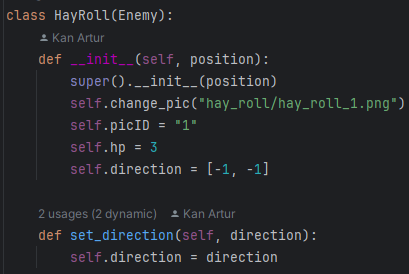 class HayRoll(Enemy):
Kan Artur
def __init__(self, position):
super().__init__(position)
self.change_pic("hay_roll/hay_roll_1.png")
self.picID = "1"
self.hp = 3
self.direction = [-1, -1]
2 usages (2 dynamic) Kan Artur
def set_direction(self, direction):
self.direction = direction